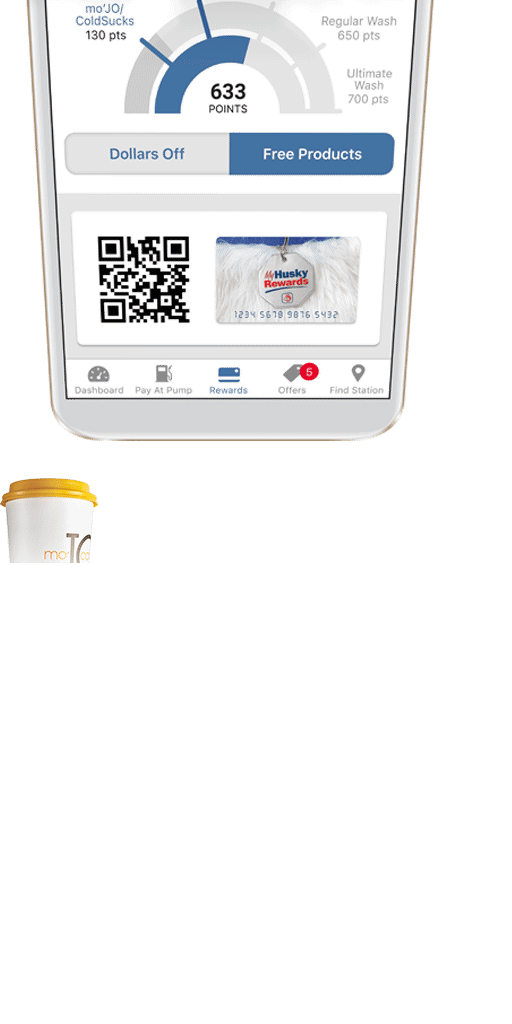 mo'JO/
ColdSucks
130 pts
Regular Wash
650 pts
Ultimate
Wash
700 pts
633
POINTS
Dollars Off
Free Products
My Husky
Rewards
1234 5678 9876 5432
5
Dashboard
Pay At Pump
Rewards
Offers
Find Station
mo